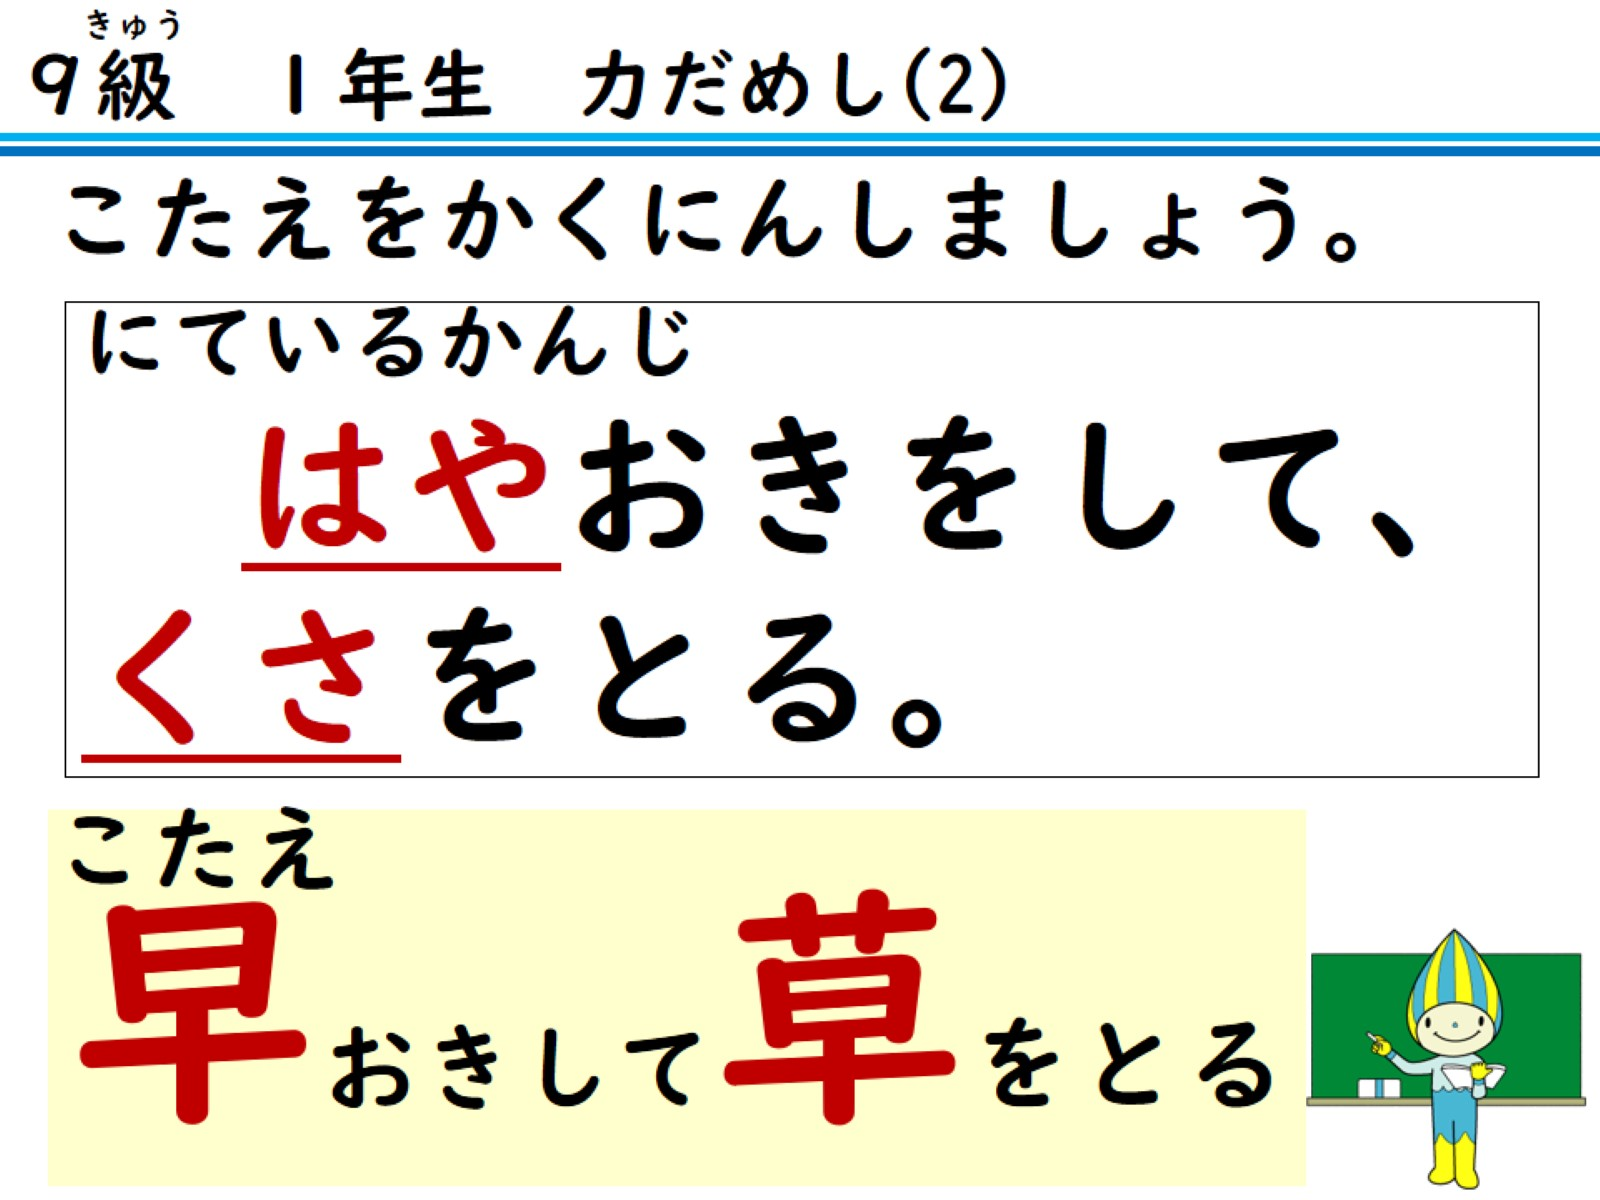 きゅう
9級　1年生　力だめし(2)
こたえをかくにんしましょう。
にているかんじ
はやおきをして、
くさをとる。
こたえ
早おきして草をとる